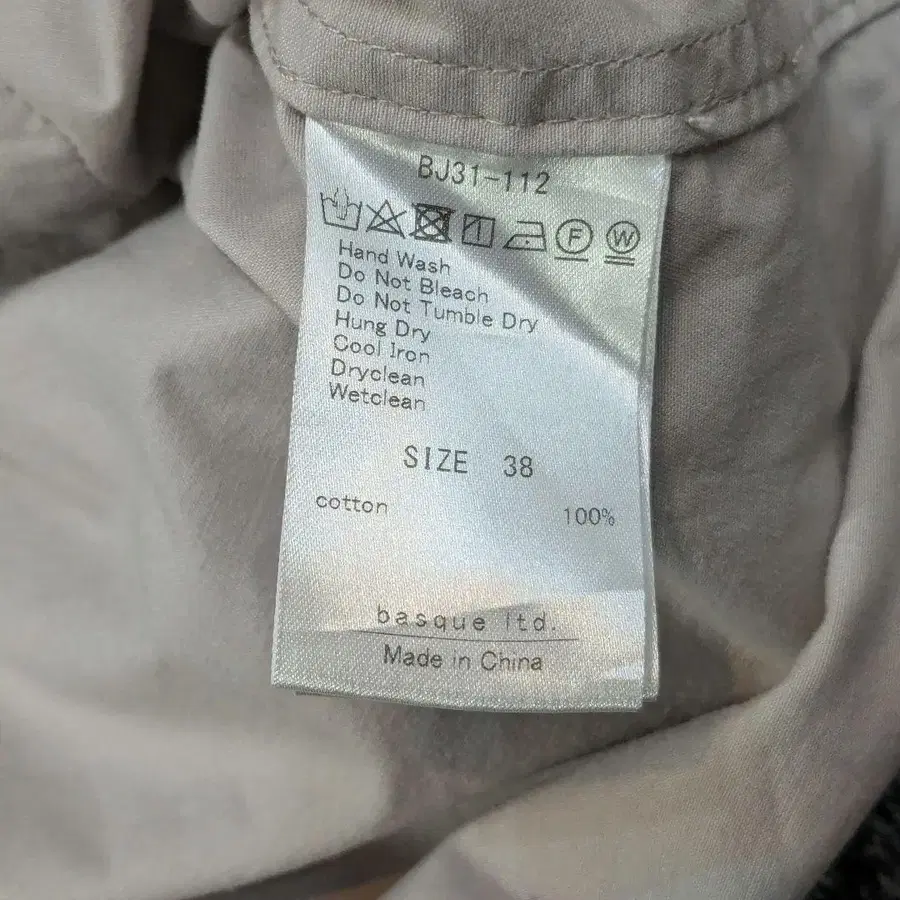 BJ31-112
F W
Hand Wash
Do Not Bleach
Do Not Tumble Dry
Hung Dry
Cool Iron
Dryclean
Wetclean
SIZE 38
cotton 100%
basque ltd.
Made in China